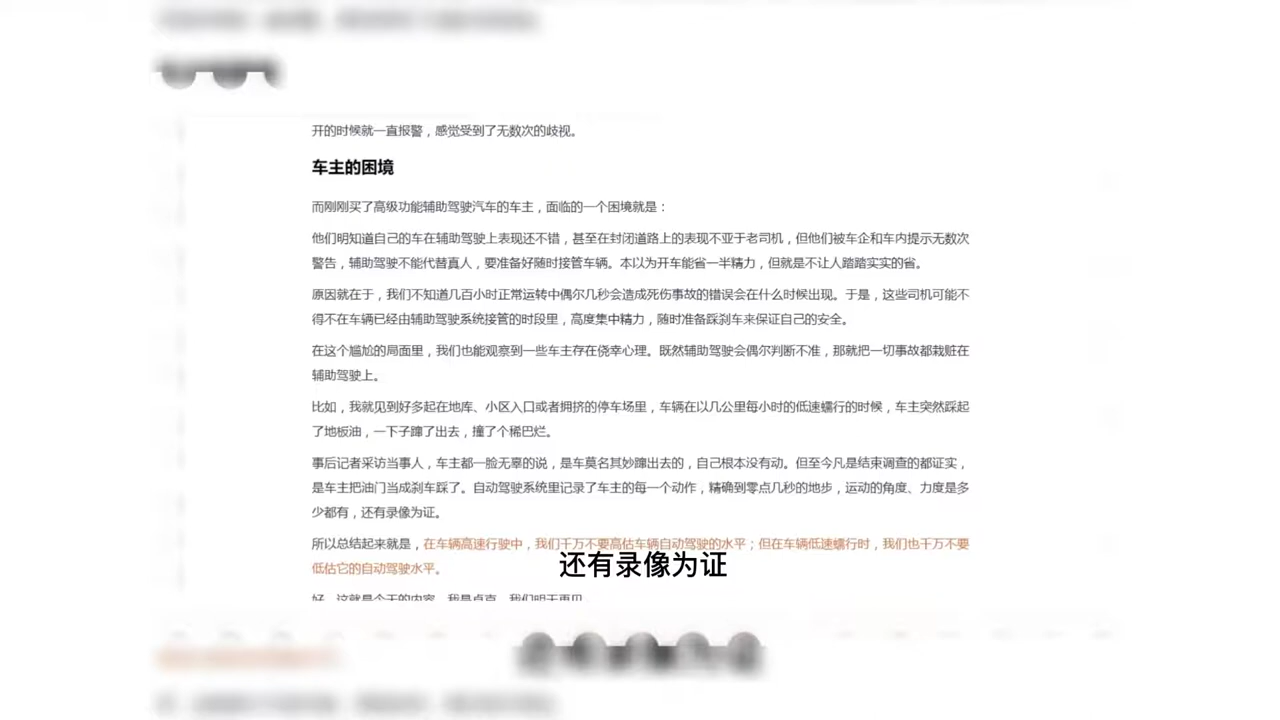 开的时候就一直报警，感觉受到了无数次的歧视。
车主的困境
而刚刚买了高级功能辅助驾驶汽车的车主，面临的一个困境就是：
他们明知道自己的车在辅助驾驶上表现还不错，甚至在封闭道路上的表现不亚于老司机，但他们被车企和车内提示无数次
警告，辅助驾驶不能代替真人，要准备好随时接管车辆。本以为开车能省一半精力，但就是不让人踏踏实实的省。
原因就在于，我们不知道几百小时正常运转中偶尔几秒会造成死伤事故的错误会在什么时候出现。于是，这些司机可能不
得不在车辆已经由辅助驾驶系统接管的时段里，高度集中精力，随时准备踩刹车来保证自己的安全。
在这个尴尬的局面里，我们也能观察到一些车主存在侥幸心理。既然辅助驾驶会偶尔判断不准，那就把一切事故都栽赃在
辅助驾驶上。
比如，我就见到好多起在地库、小区入口或者拥挤的停车场里，车辆在以几公里每小时的低速蠕行的时候，车主突然踩起
了地板油，一下子蹿了出去，撞了个稀巴烂。
事后记者采访当事人，车主都一脸无辜的说，是车莫名其妙蹿出去的，自己根本没有动。但至今凡是结束调查的都证实，
是车主把油门当成刹车踩了。自动驾驶系统里记录了车主的每一个动作，精确到零点几秒的地步，运动的角度、力度是多
少都有，还有录像为证。
所以总结起来就是，在车辆高速行驶中，我们千万不要高估车辆自动驾驶的水平；但在车辆低速蠕行时，我们也千万不要
低估它的自动驾驶水平。
还有录像为证
好，这就是今天的内容，我是卓克，我们明天再见